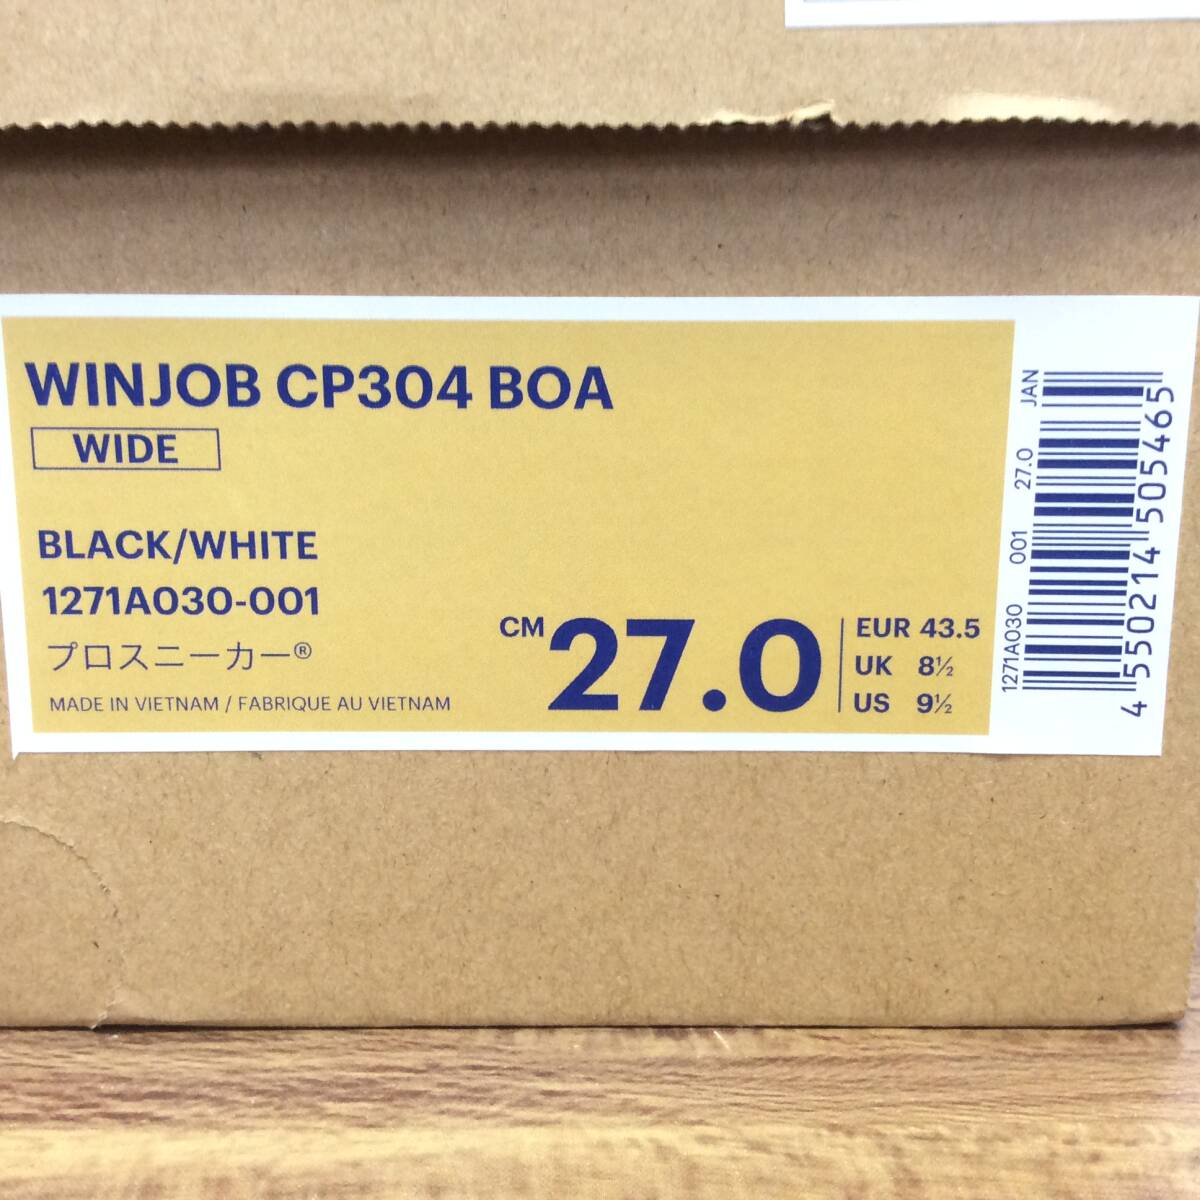 WINJOB CP304 BOA
WIDE
BLACK/WHITE
1271A030-001
プロスニーカー®
MADE IN VIETNAM / FABRIQUE AU VIETNAM
CM 27.0
EUR 43.5
UK 8½
US 9½
1271A030 001 27.0 JAN
4 550214 505465